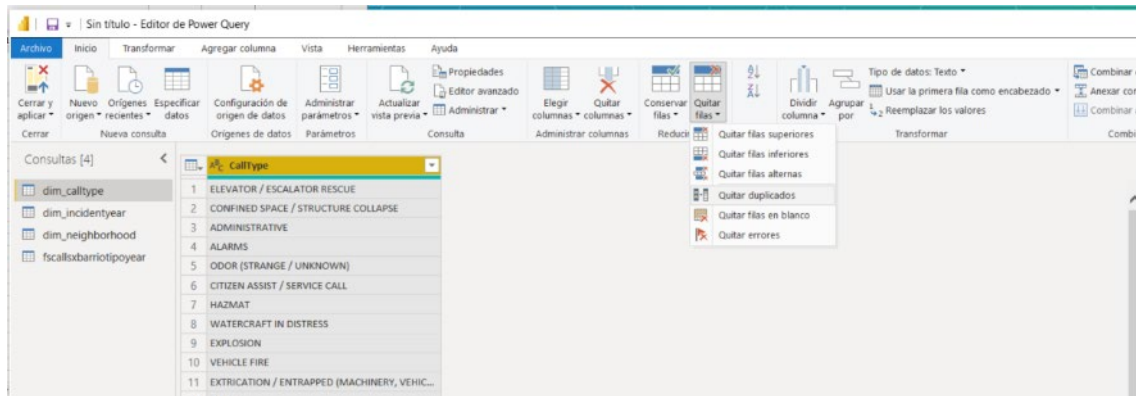 Sin título - Editor de Power Query
Archivo Inicio Transformar Agregar columna Vista Herramientas Ayuda
Cerrar y aplicar
Nuevo origen
Orígenes recientes
Especificar datos
Configuración de origen de datos
Administrar parámetros
Actualizar vista previa
Propiedades
Editor avanzado
Administrar
Elegir columnas
Quitar columnas
Conservar filas
Quitar filas
Dividir columna
Agrupar por
Tipo de datos: Texto
Usar la primera fila como encabezado
Reemplazar los valores
Combinar
Anexar con
Combinar
Cerrar Nueva consulta Orígenes de datos Parámetros Consulta Administrar columnas Reducir Transformar Combi
Quitar filas superiores
Quitar filas inferiores
Quitar filas alternas
Quitar duplicados
Quitar filas en blanco
Quitar errores
Consultas [4]
dim_calltype
dim_incidentyear
dim_neighborhood
fscallsxbarriotipoyear
ABC CallType
1 ELEVATOR / ESCALATOR RESCUE
2 CONFINED SPACE / STRUCTURE COLLAPSE
3 ADMINISTRATIVE
4 ALARMS
5 ODOR (STRANGE / UNKNOWN)
6 CITIZEN ASSIST / SERVICE CALL
7 HAZMAT
8 WATERCRAFT IN DISTRESS
9 EXPLOSION
10 VEHICLE FIRE
11 EXTRICATION / ENTRAPPED (MACHINERY, VEHIC...